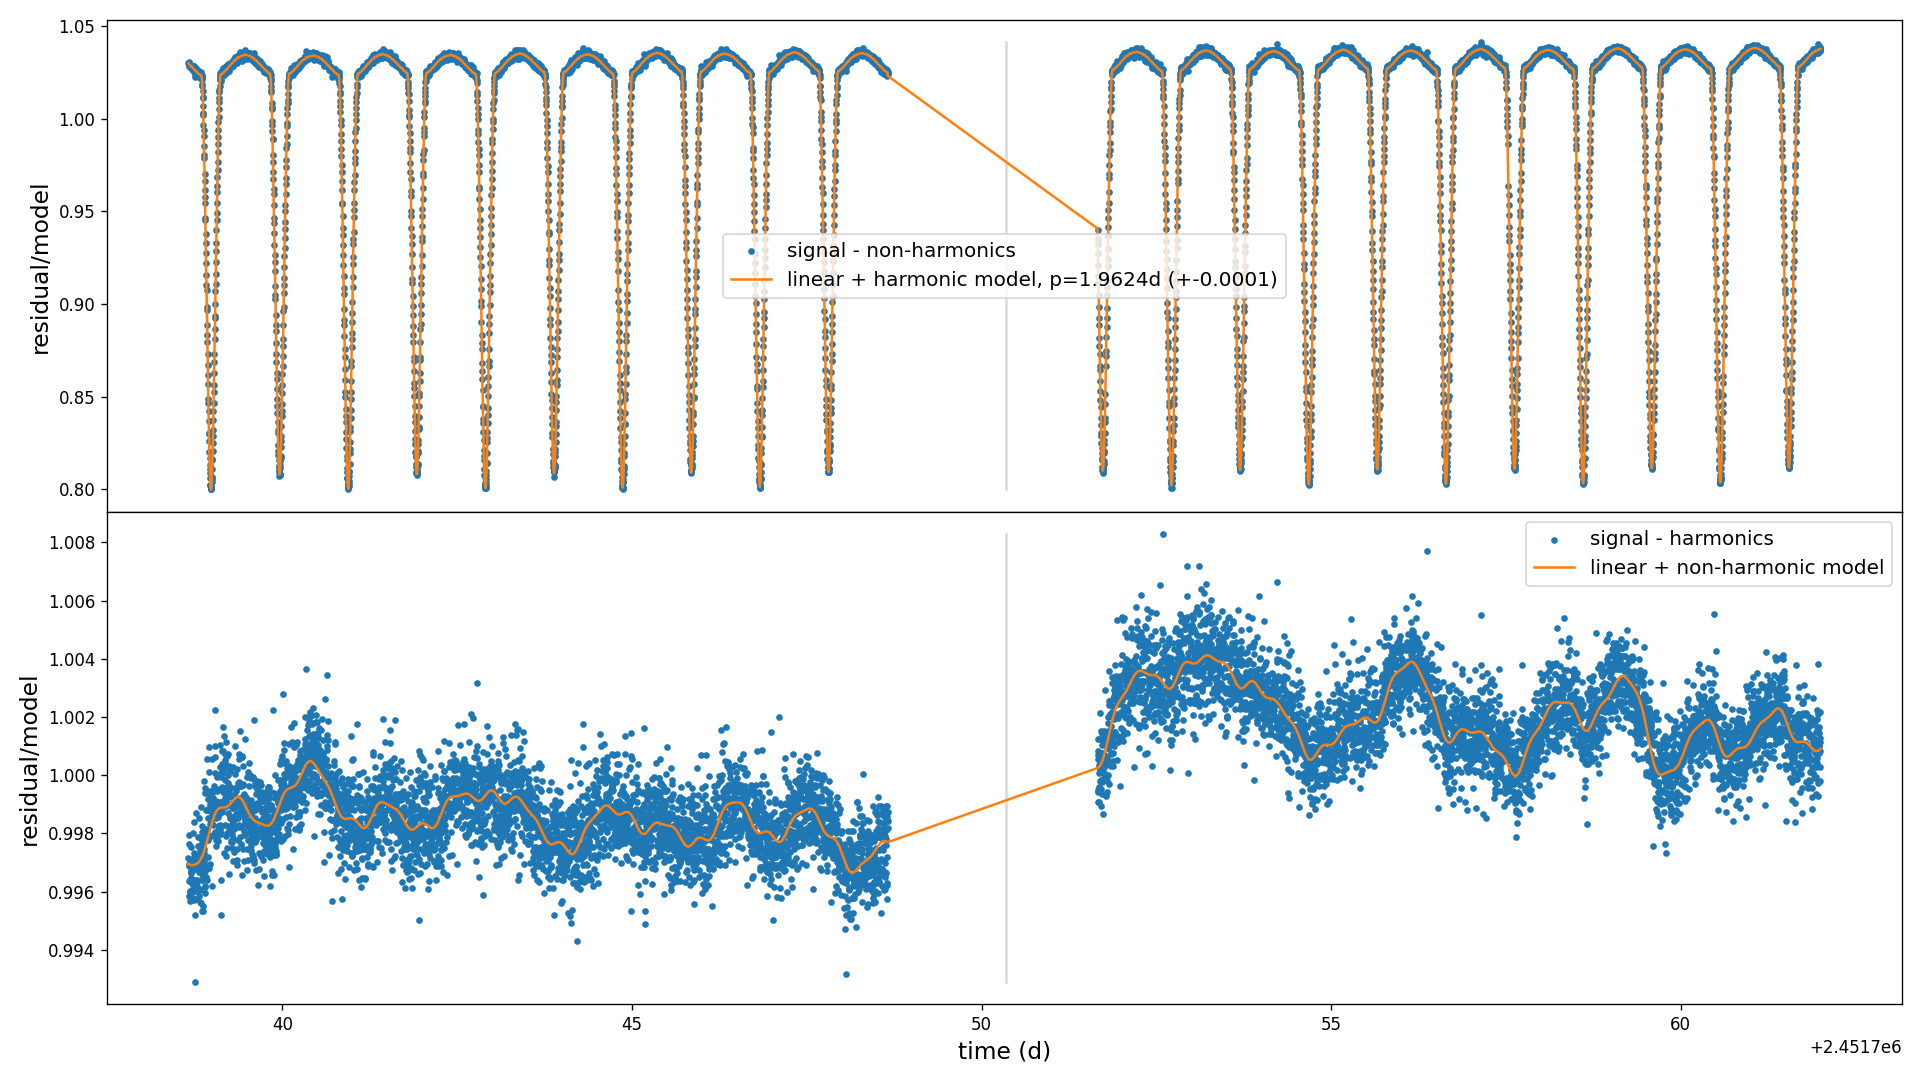 1.05
1.00
0.95
0.90
0.85
0.80
residual/model
signal - non-harmonics
linear + harmonic model, p=1.9624d (+-0.0001)
1.008
1.006
1.004
1.002
1.000
0.998
0.996
0.994
residual/model
signal - harmonics
linear + non-harmonic model
40
45
50
55
60
time (d)
+2.4517e6